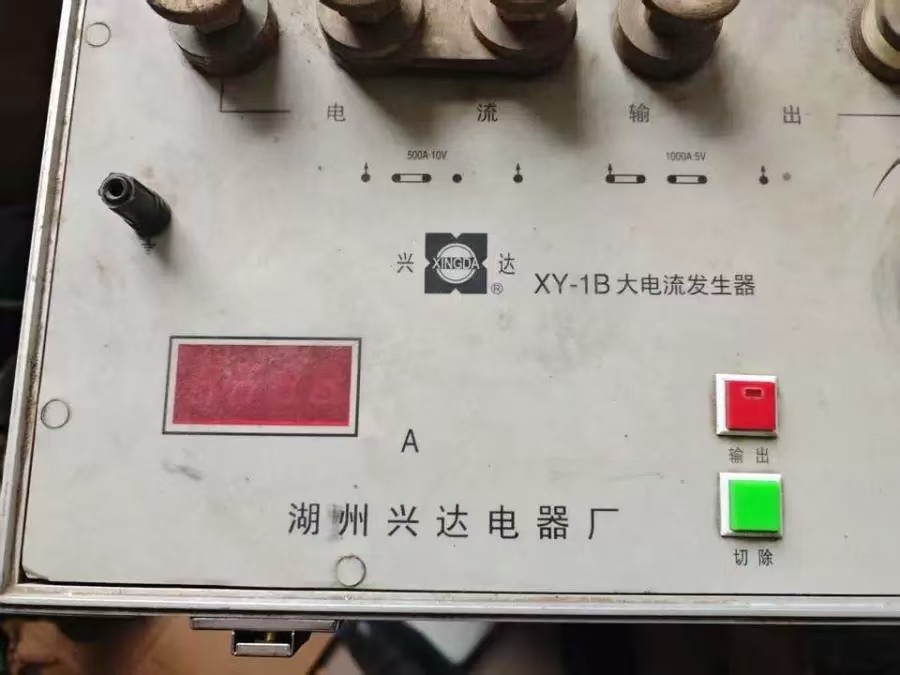 电流输出
500A·10V
1000A·5V
兴 XINGDA 达 ®
XY-1B 大电流发生器
A
输出
湖州兴达电器厂
切除